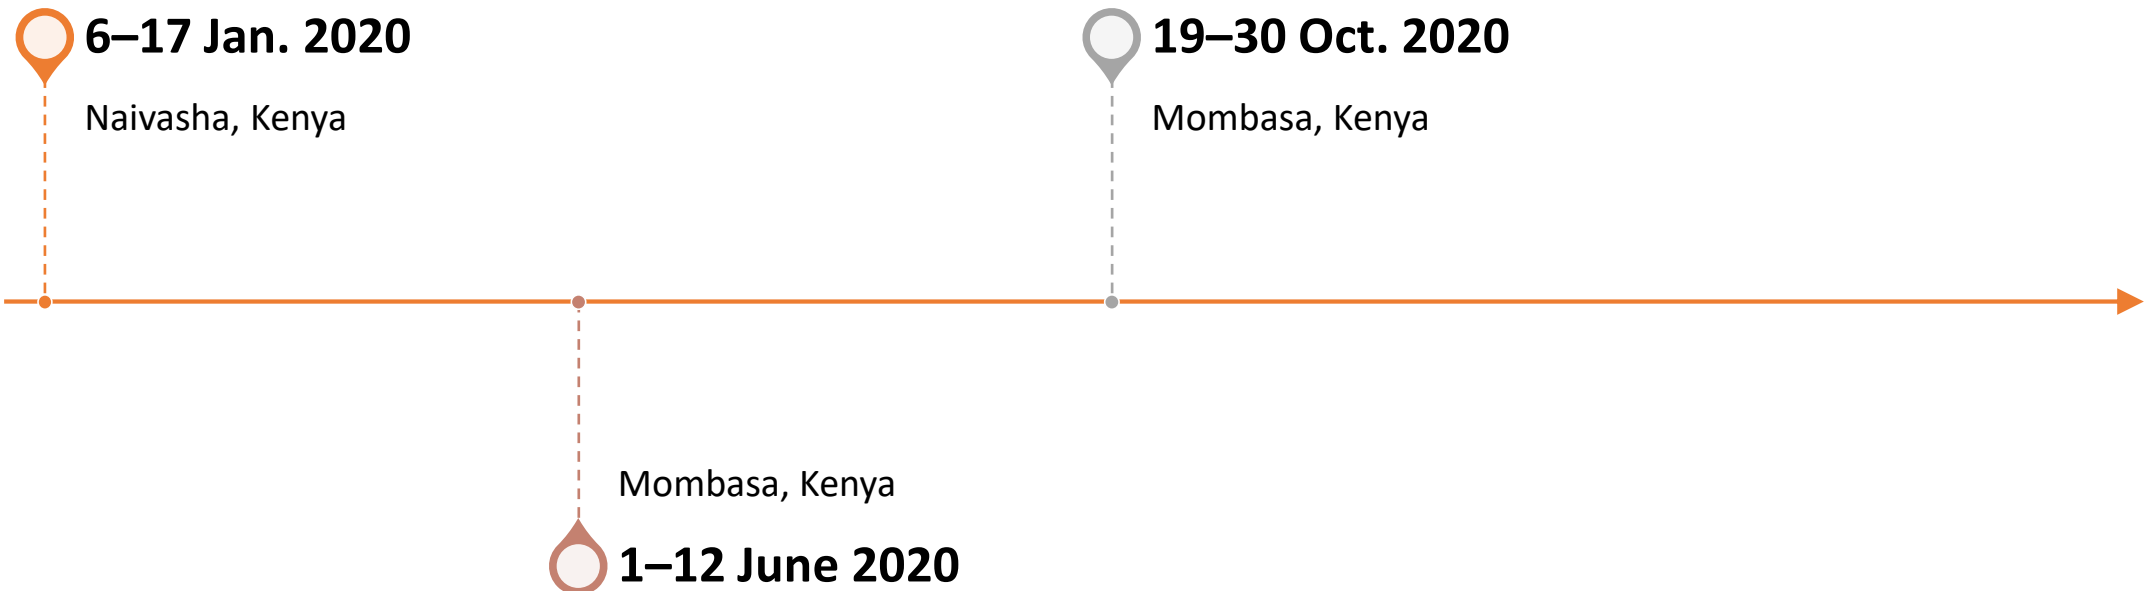 6–17 Jan. 2020
Naivasha, Kenya
19–30 Oct. 2020
Mombasa, Kenya
Mombasa, Kenya
1–12 June 2020